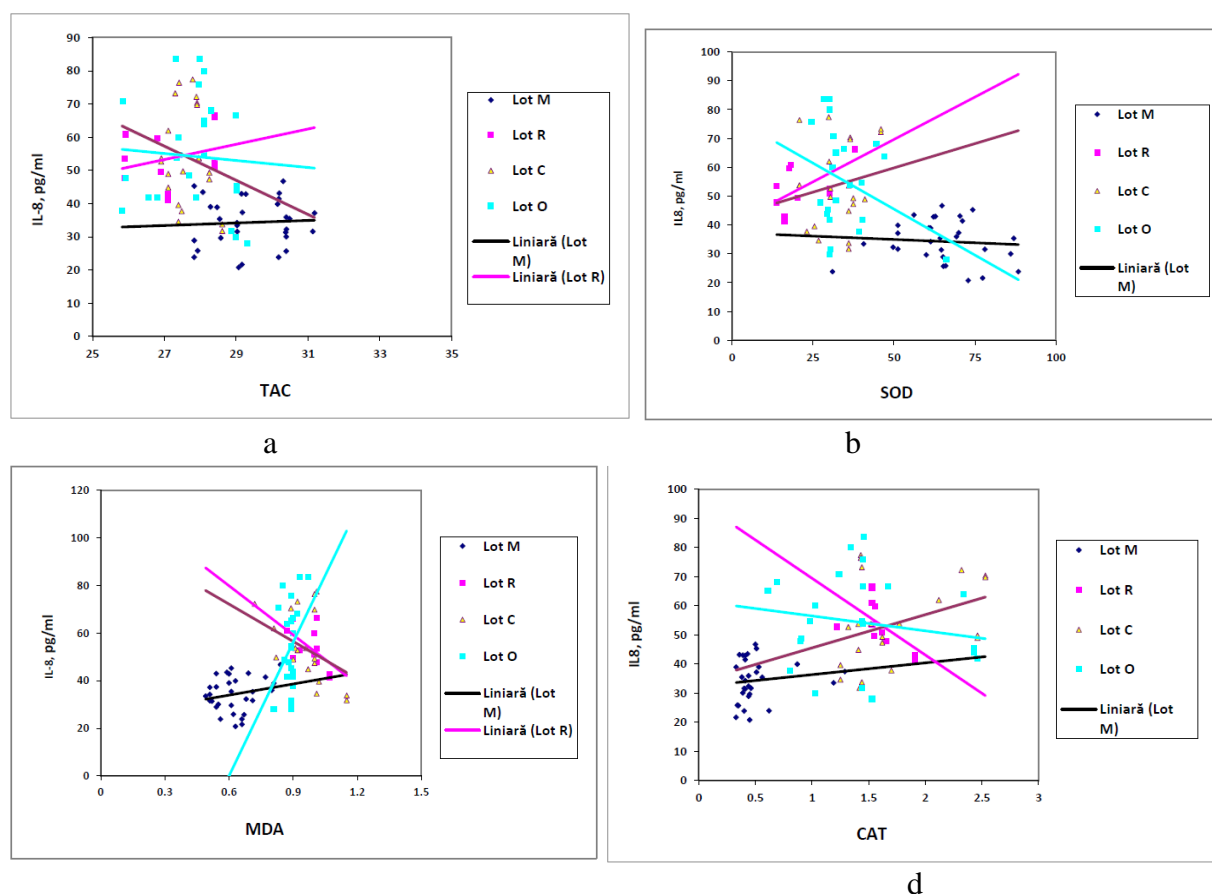 90
80
70
60
50
40
30
20
10
0
IL-8, pg/ml
25 27 29 31 33 35
TAC
Lot M
Lot R
Lot C
Lot O
Liniară (Lot
M)
Liniară (Lot R)
a
100
90
80
70
60
50
40
30
20
10
0
IL8, pg/ml
0 25 50 75 100
SOD
Lot M
Lot R
Lot C
Lot O
Liniară (Lot
M)
b
120
100
80
60
40
20
0
IL-8, pg/ml
0 0.3 0.6 0.9 1.2 1.5
MDA
Lot M
Lot R
Lot C
Lot O
Liniară (Lot
M)
Liniară (Lot R)
100
90
80
70
60
50
40
30
20
10
0
IL8, pg/ml
0 0.5 1 1.5 2 2.5 3
CAT
Lot M
Lot R
Lot C
Lot O
Liniară (Lot
M)
d